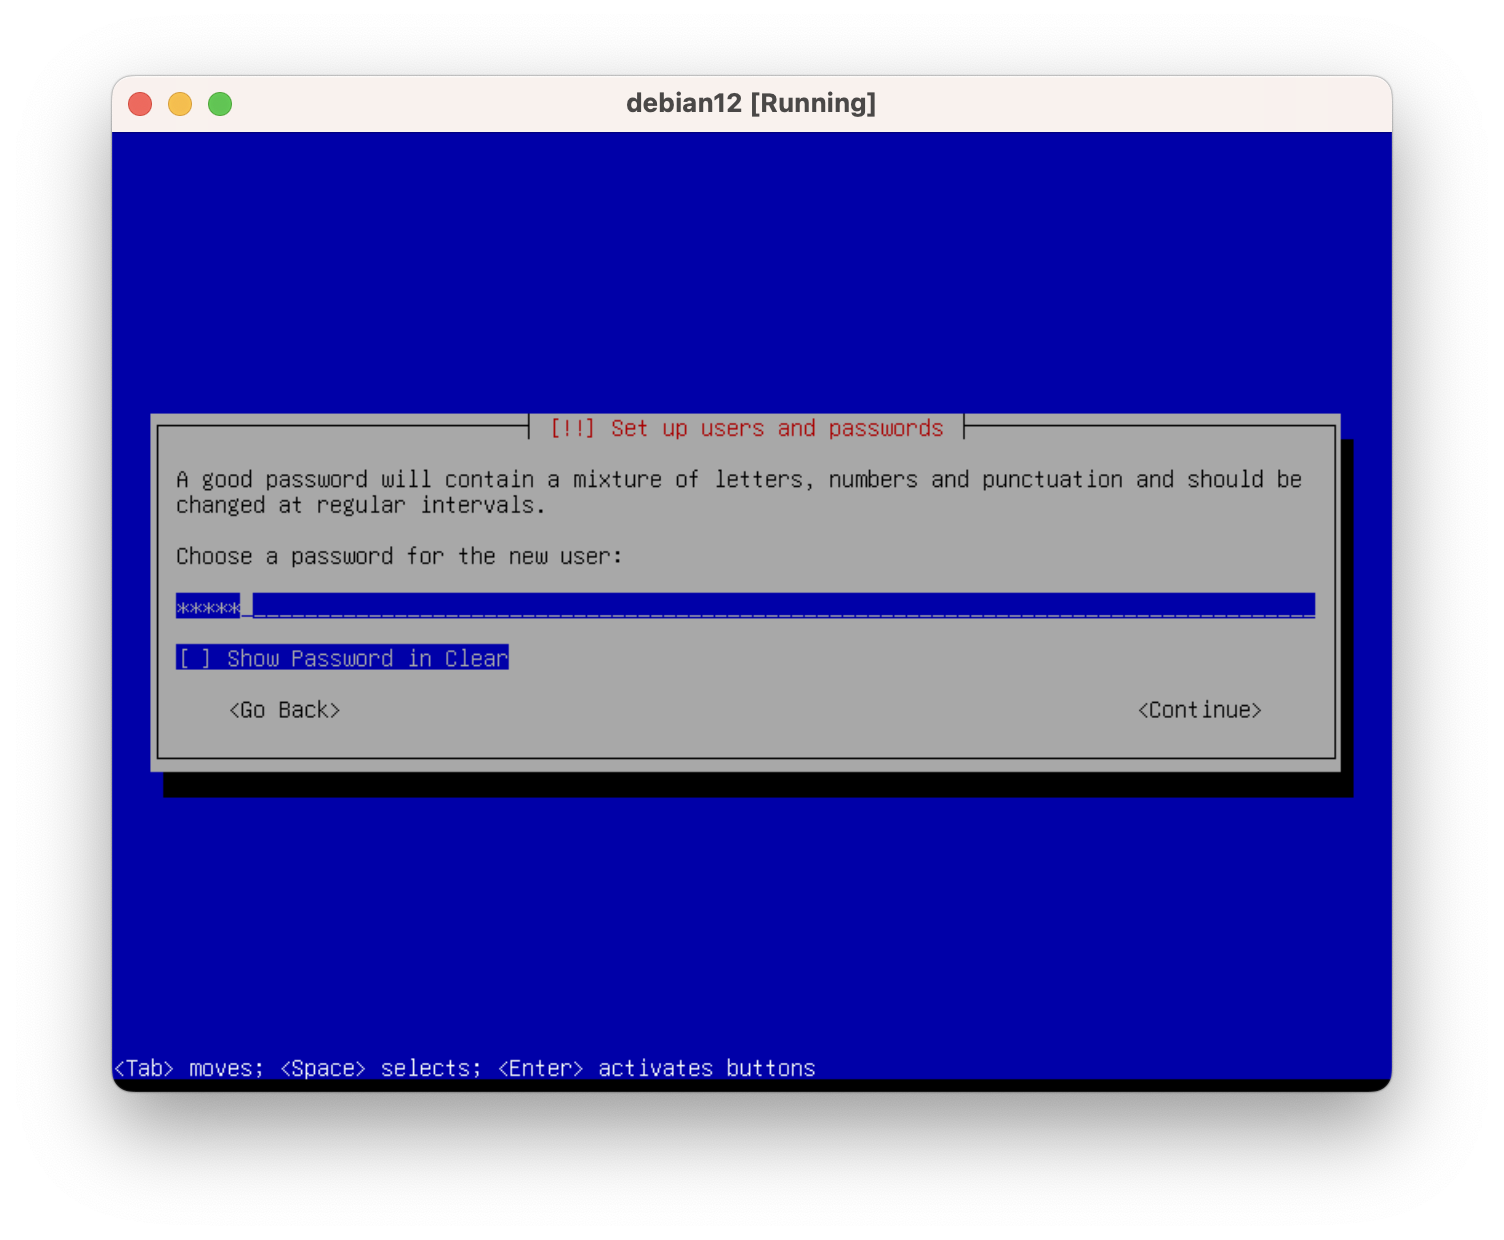 debian12 [Running]
[!!] Set up users and passwords
A good password will contain a mixture of letters, numbers and punctuation and should be
changed at regular intervals.
Choose a password for the new user:
*****
[ ] Show Password in Clear
<Go Back> <Continue>
<Tab> moves; <Space> selects; <Enter> activates buttons